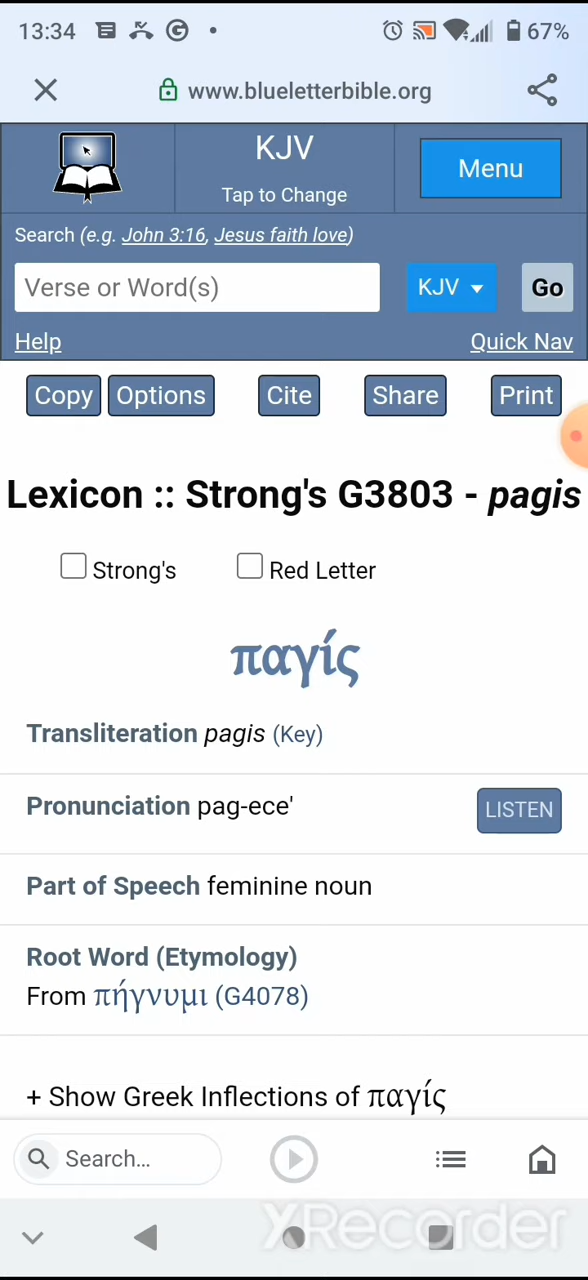 13:34 67%
www.blueletterbible.org
KJV
Tap to Change
Menu
Search (e.g. John 3:16, Jesus faith love)
Verse or Word(s) KJV Go
Help Quick Nav
Copy Options Cite Share Print
Lexicon :: Strong's G3803 - pagis
Strong's Red Letter
παγίς
Transliteration pagis (Key)
Pronunciation pag-ece' LISTEN
Part of Speech feminine noun
Root Word (Etymology)
From πήγνυμι (G4078)
+ Show Greek Inflections of παγίς
Search...
XRecorder